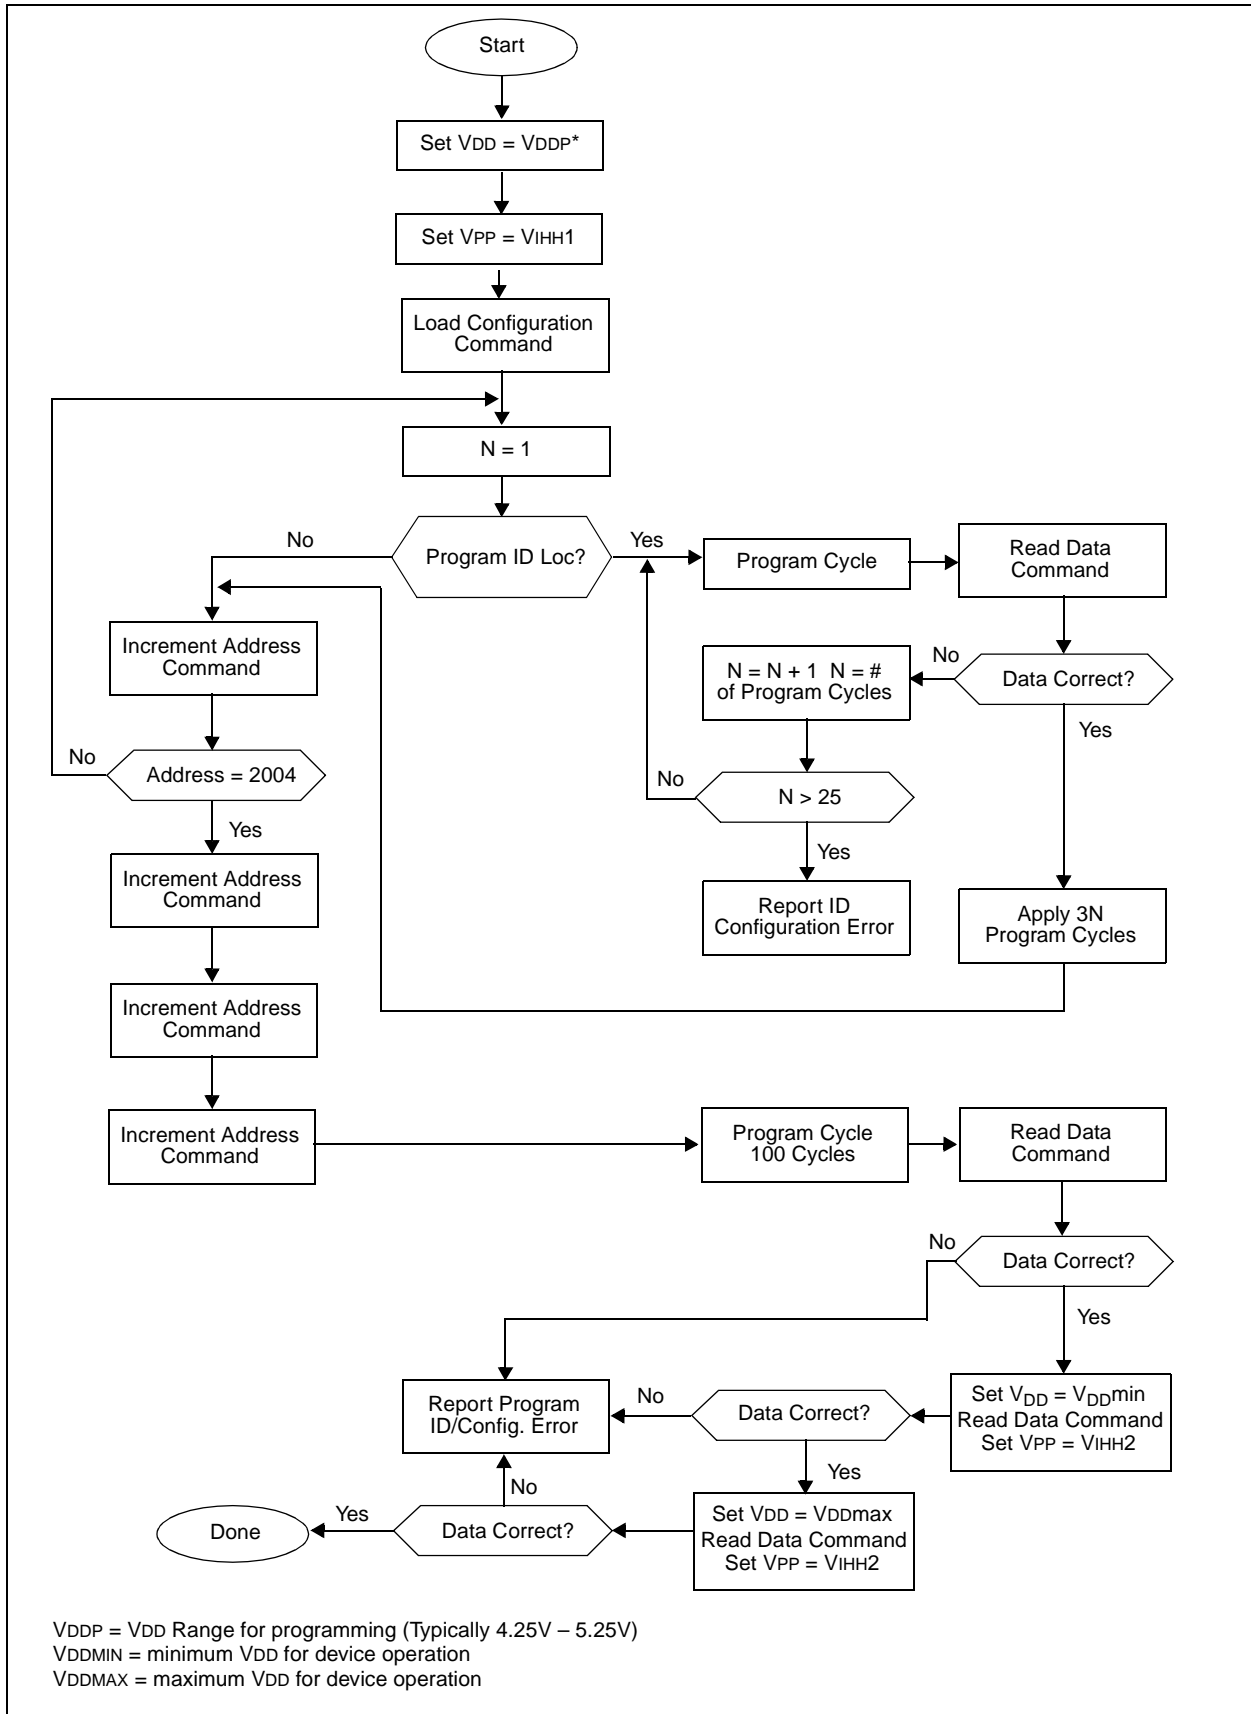 Start
Set VDD = VDDP*
Set VPP = VIHH1
Load Configuration
Command
N = 1
No
Program ID Loc?
Yes
Program Cycle
Read Data
Command
Increment Address
Command
N = N + 1  N = #
of Program Cycles
No
Data Correct?
Yes
No
Address = 2004
Yes
No
N > 25
Yes
Increment Address
Command
Report ID
Configuration Error
Apply 3N
Program Cycles
Increment Address
Command
Increment Address
Command
Program Cycle
100 Cycles
Read Data
Command
No
Data Correct?
Yes
Set VDD = VDDmin
Read Data Command
Set VPP = VIHH2
Report Program
ID/Config. Error
No
Data Correct?
Yes
Set VDD = VDDmax
Read Data Command
Set VPP = VIHH2
No
Data Correct?
Yes
Done
VDDP = VDD Range for programming (Typically 4.25V – 5.25V)
VDDMIN = minimum VDD for device operation
VDDMAX = maximum VDD for device operation